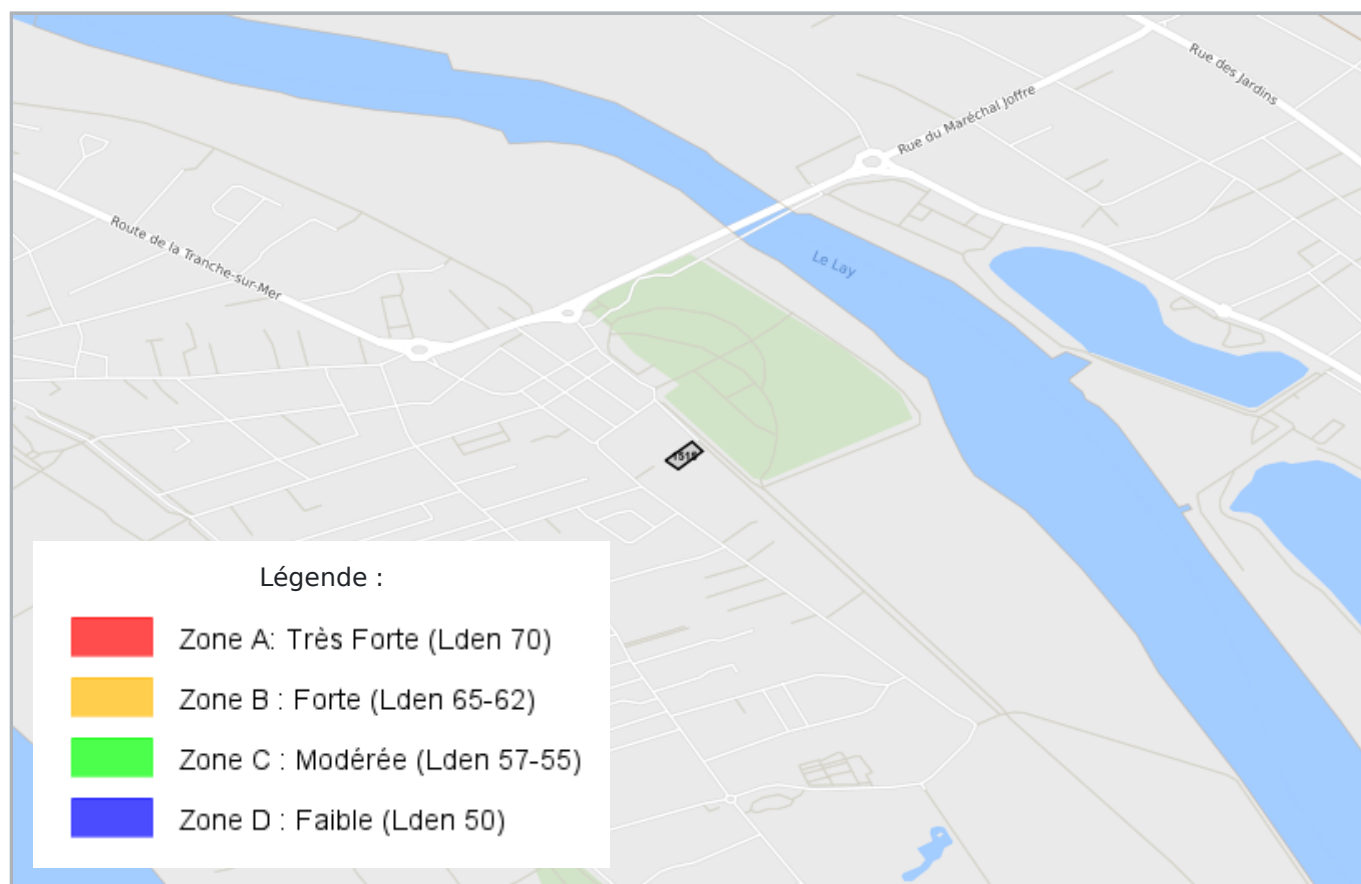 Rue des Jardins
Rue du Maréchal Joffre
Route de la Tranche-sur-Mer
Le Lay
1515
Légende :
Zone A: Très Forte (Lden 70)
Zone B : Forte (Lden 65-62)
Zone C : Modérée (Lden 57-55)
Zone D : Faible (Lden 50)